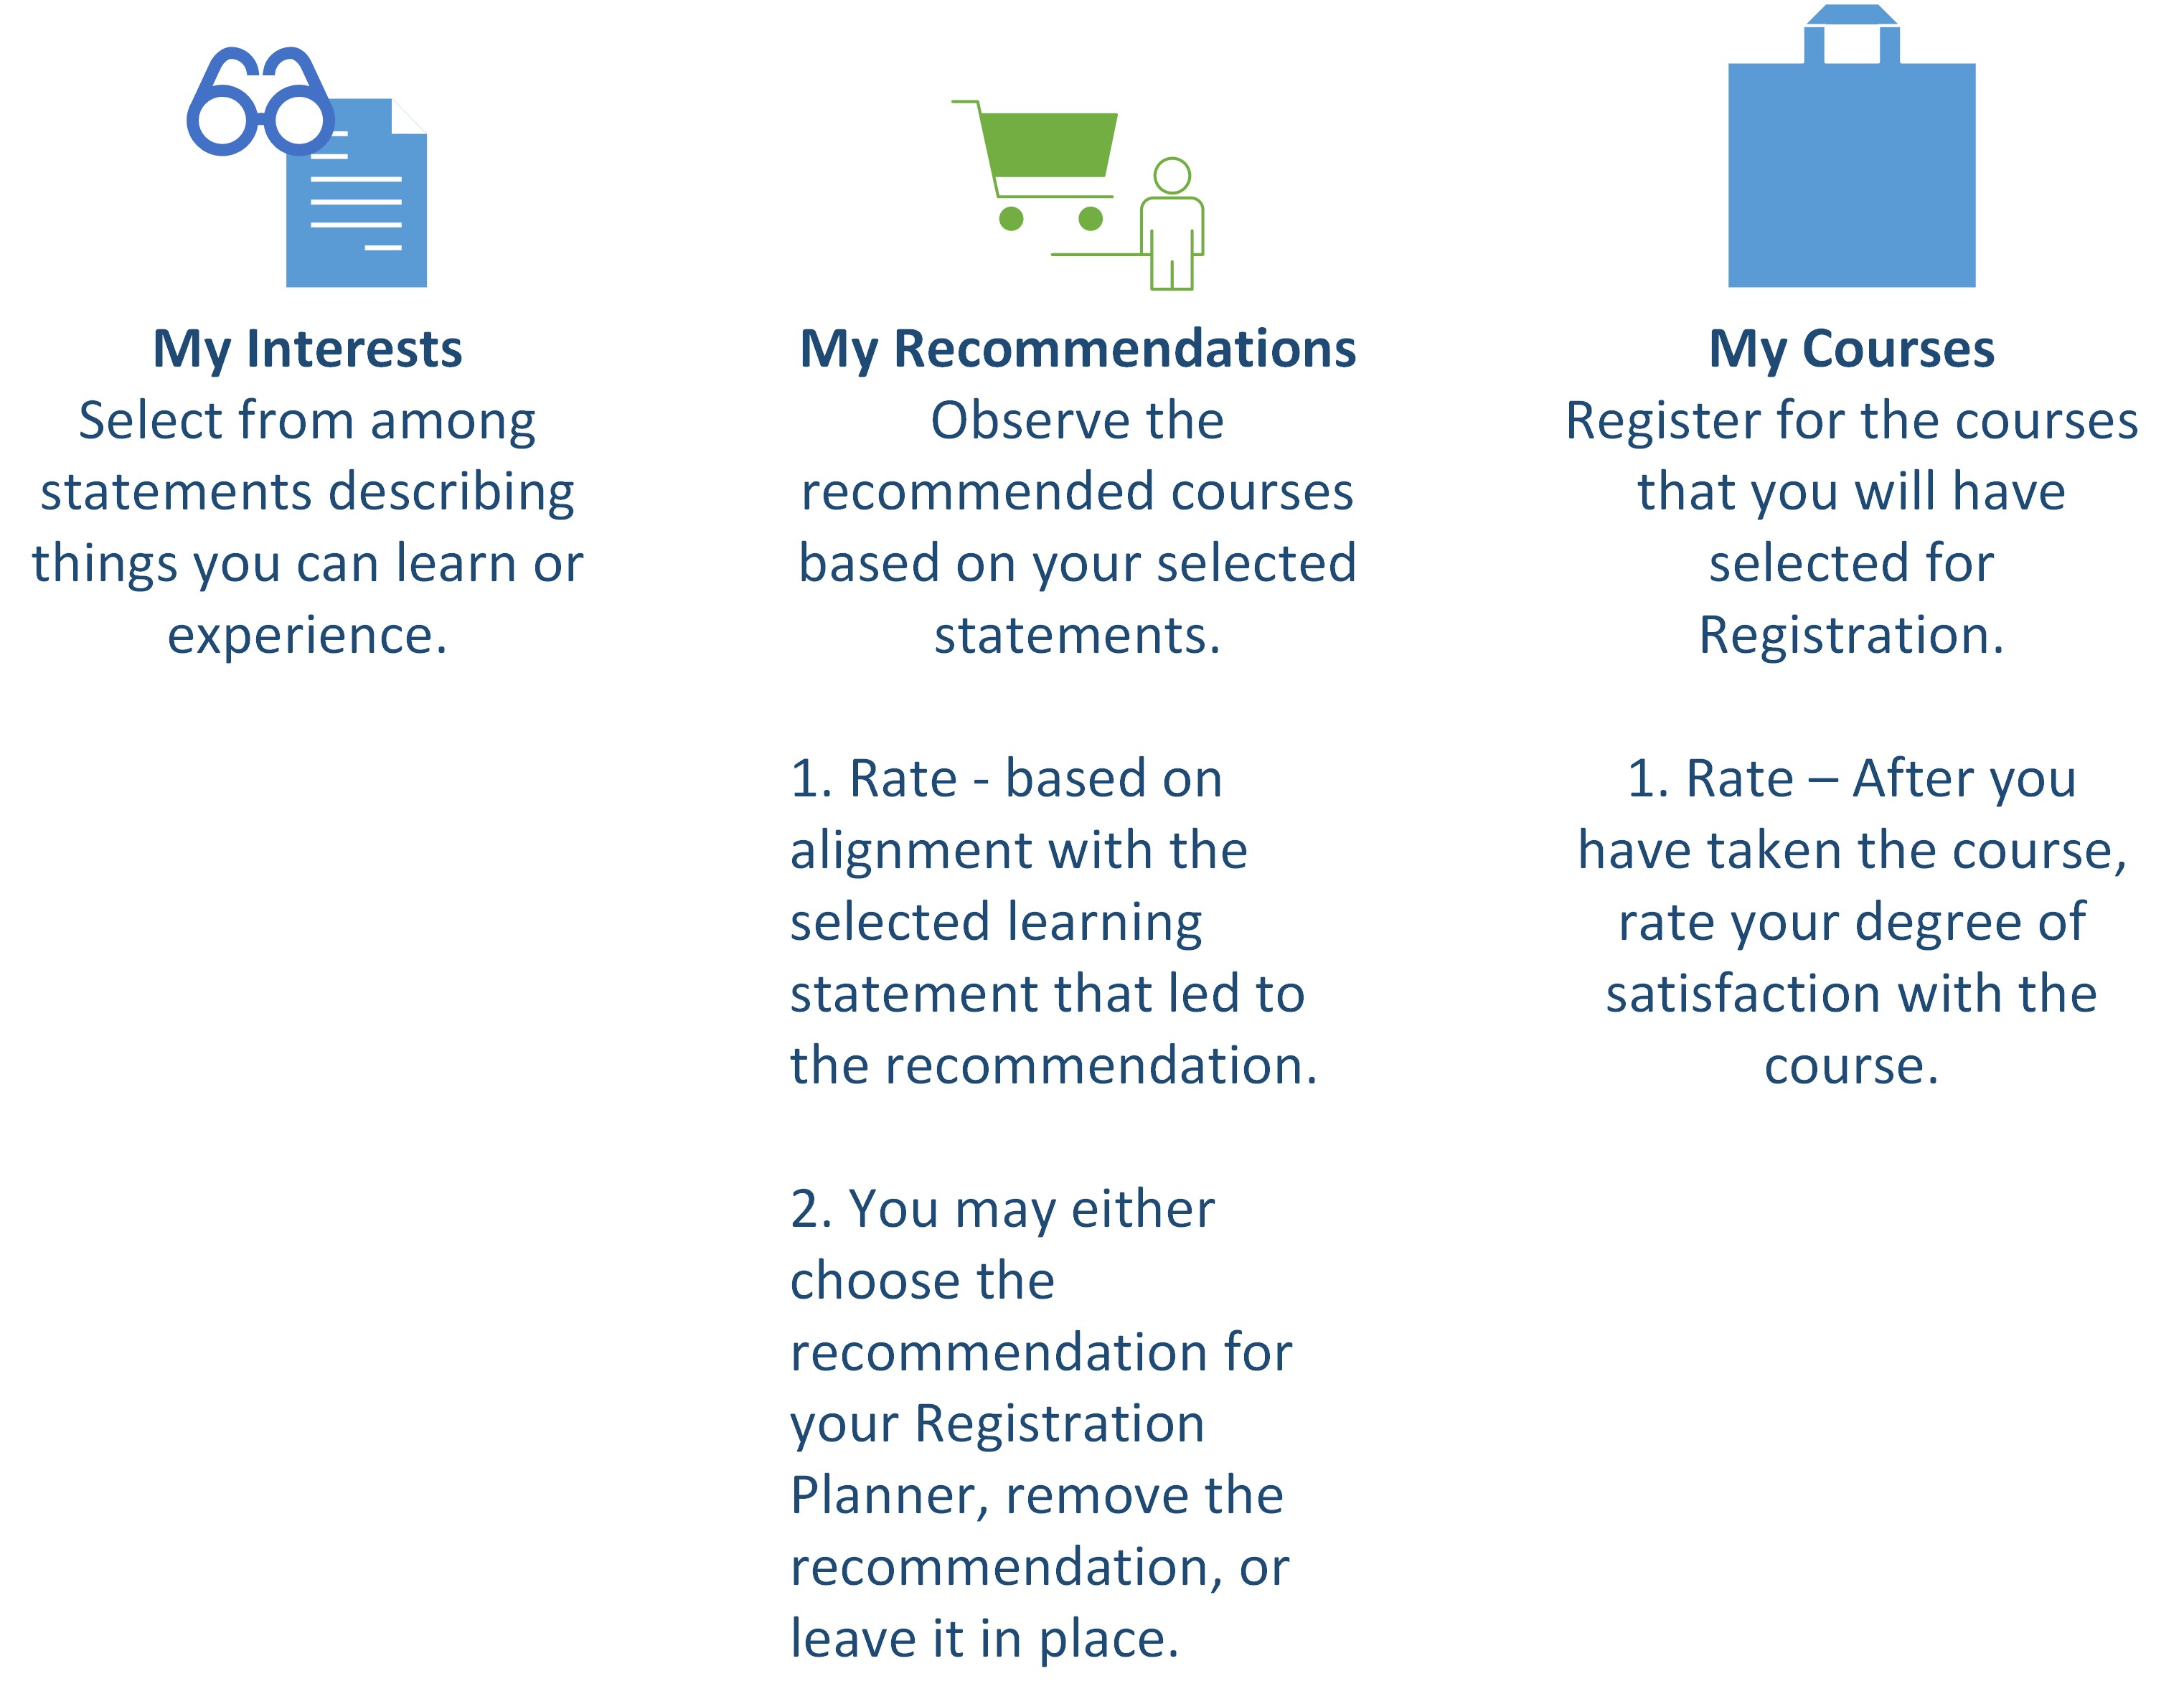 My Interests
Select from among
statements describing
things you can learn or
experience.
My Recommendations
Observe the
recommended courses
based on your selected
statements.
1. Rate - based on
alignment with the
selected learning
statement that led to
the recommendation.
2. You may either
choose the
recommendation for
your Registration
Planner, remove the
recommendation, or
leave it in place.
My Courses
Register for the courses
that you will have
selected for
Registration.
1. Rate – After you
have taken the course,
rate your degree of
satisfaction with the
course.